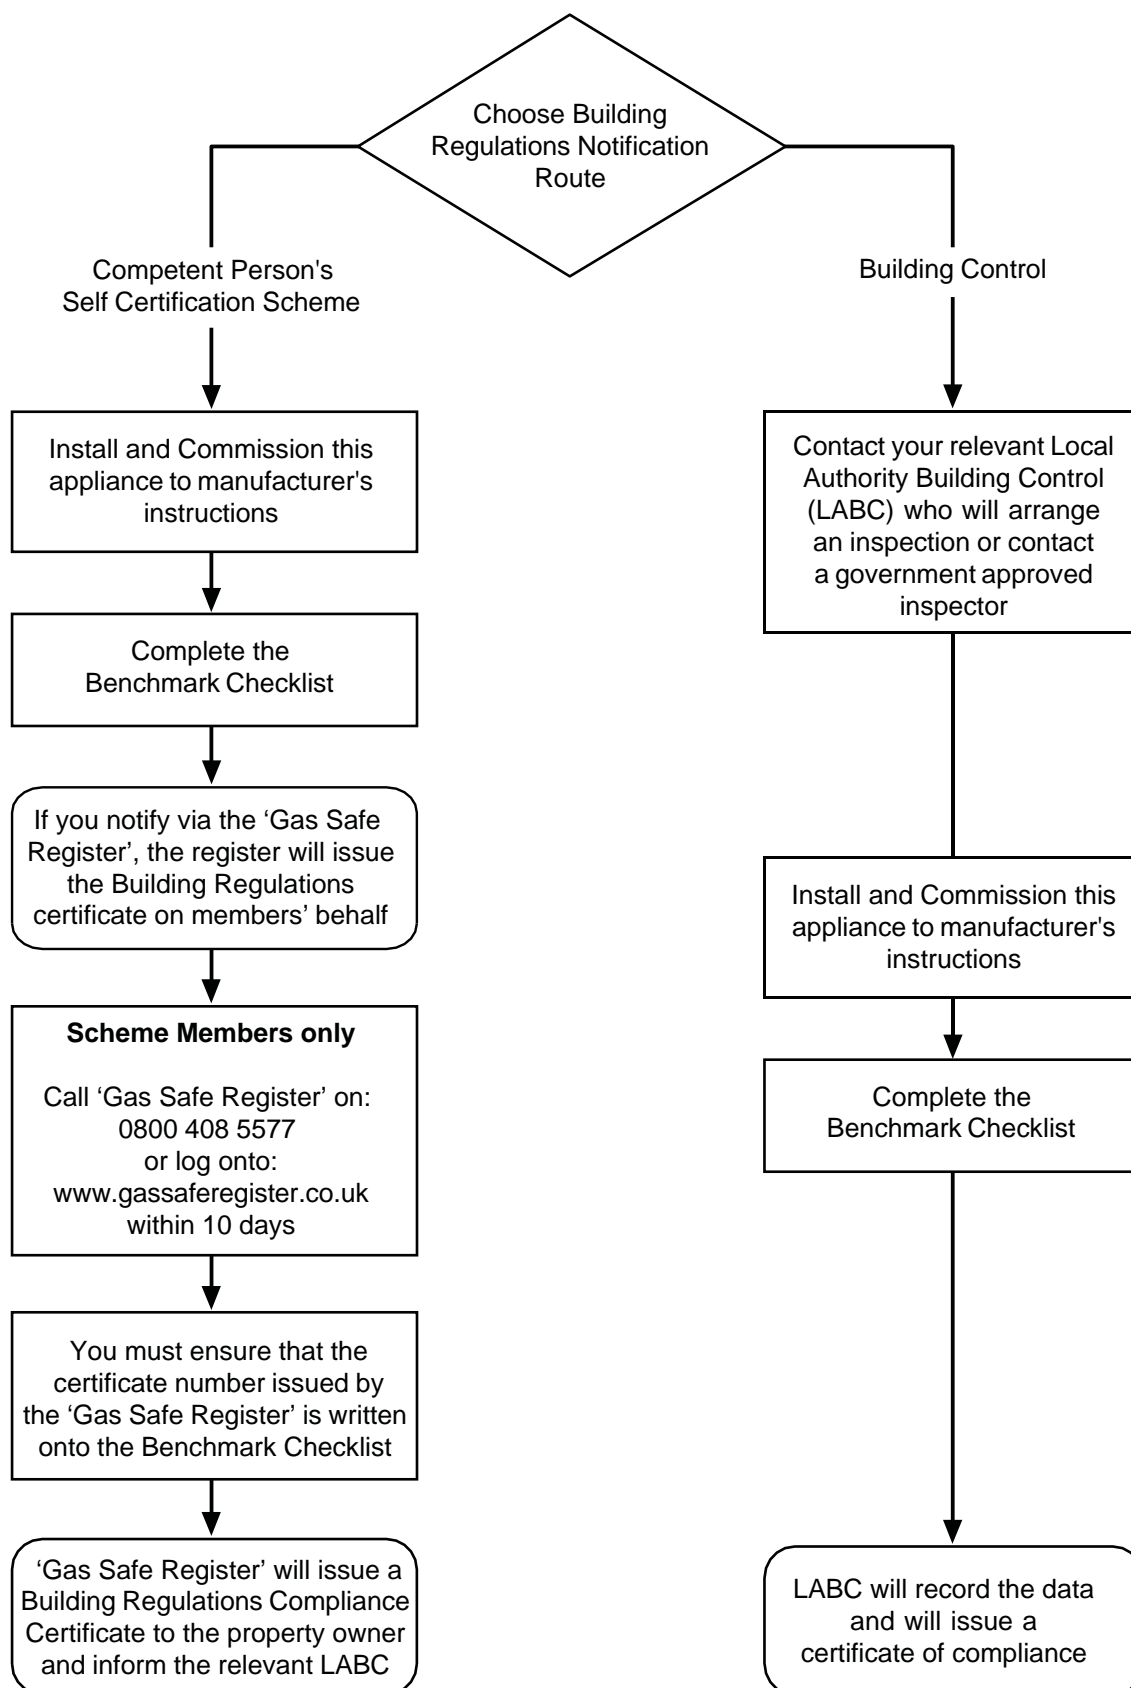 Choose Building
Regulations Notification
Route
Competent Person's
Self Certification Scheme
Building Control
Install and Commission this
appliance to manufacturer's
instructions
Complete the
Benchmark Checklist
If you notify via the ‘Gas Safe
Register’, the register will issue
the Building Regulations
certificate on members’ behalf
Scheme Members only
Call ‘Gas Safe Register’ on:
0800 408 5577
or log onto:
www.gassaferegister.co.uk
within 10 days
You must ensure that the
certificate number issued by
the ‘Gas Safe Register’ is written
onto the Benchmark Checklist
‘Gas Safe Register’ will issue a
Building Regulations Compliance
Certificate to the property owner
and inform the relevant LABC
Contact your relevant Local
Authority Building Control
(LABC) who will arrange
an inspection or contact
a government approved
inspector
Install and Commission this
appliance to manufacturer's
instructions
Complete the
Benchmark Checklist
LABC will record the data
and will issue a
certificate of compliance